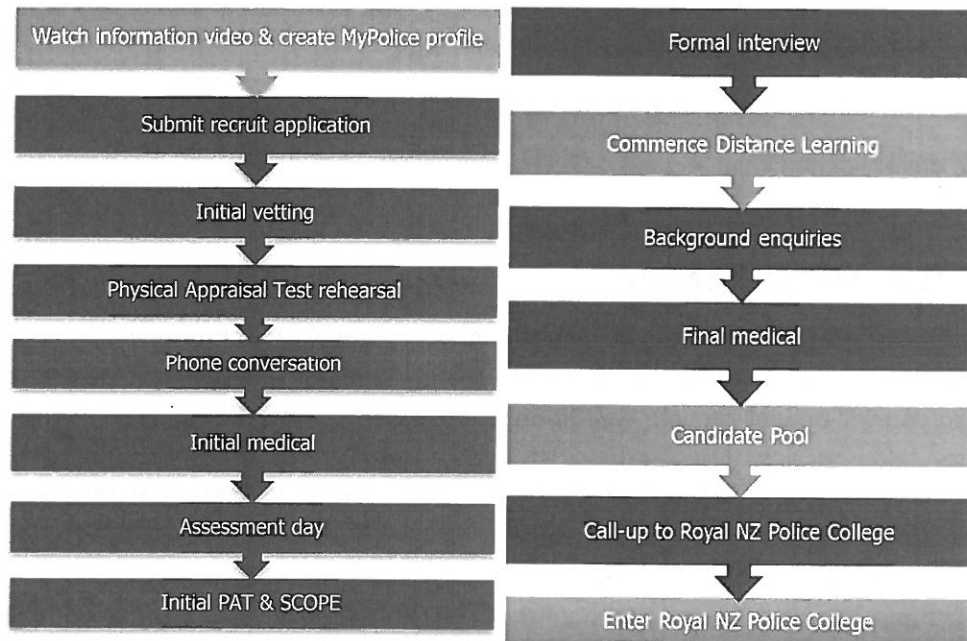 Watch information video & create MyPolice profile
Submit recruit application
Initial vetting
Physical Appraisal Test rehearsal
Phone conversation
Initial medical
Assessment day
Initial PAT & SCOPE
Formal interview
Commence Distance Learning
Background enquiries
Final medical
Candidate Pool
Call-up to Royal NZ Police College
Enter Royal NZ Police College